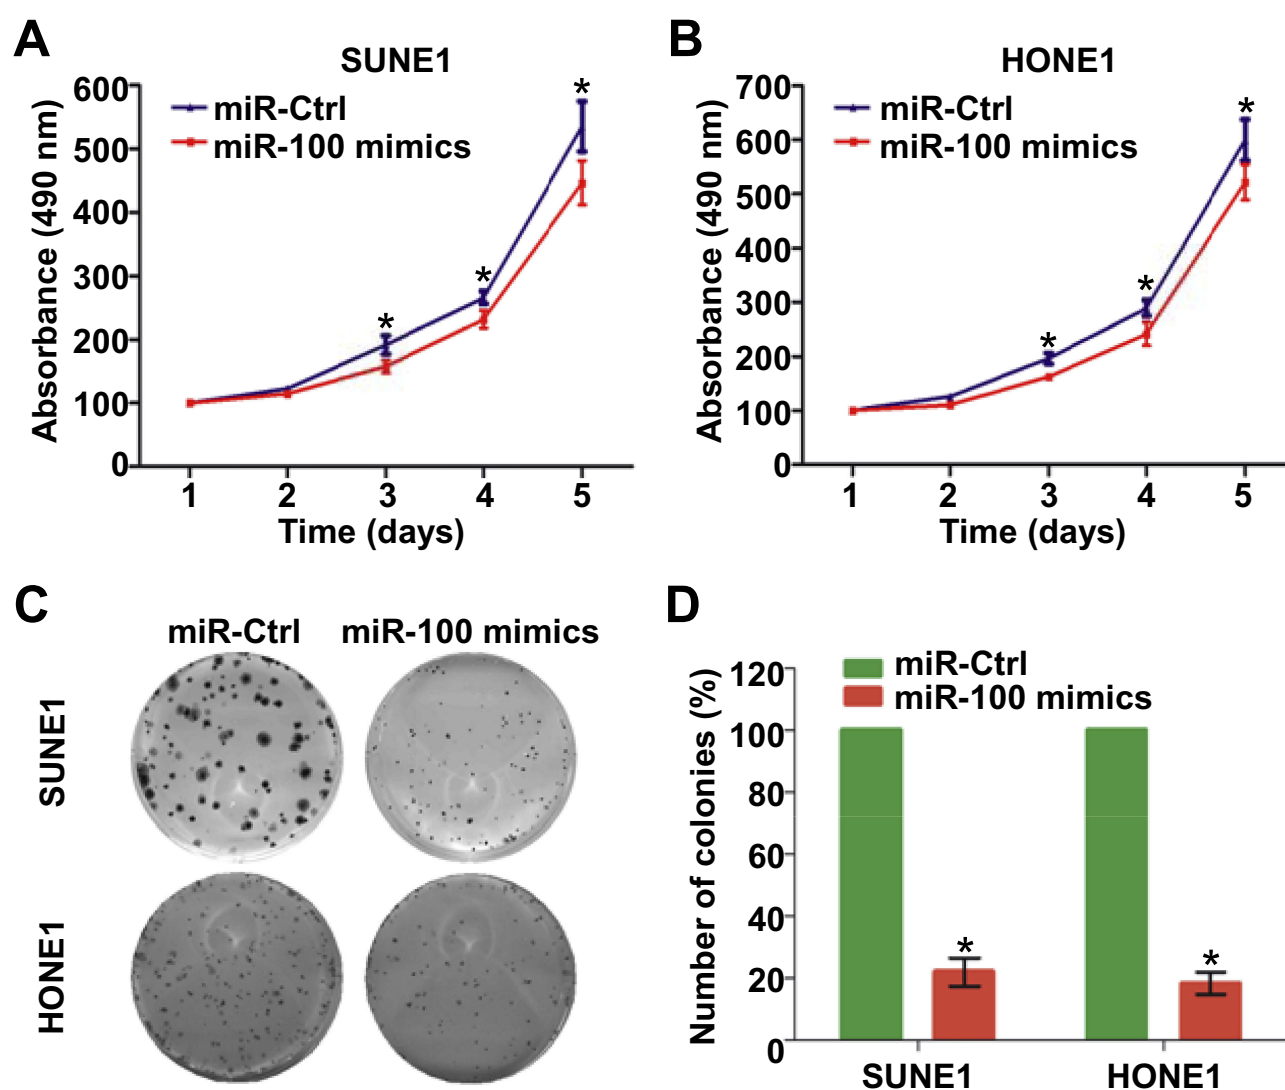 A
SUNE1
miR-Ctrl
miR-100 mimics
Absorbance (490 nm)
600
500
400
300
200
100
0
*
*
*
1 2 3 4 5
Time (days)
B
HONE1
miR-Ctrl
miR-100 mimics
Absorbance (490 nm)
700
600
500
400
300
200
100
0
*
*
*
1 2 3 4 5
Time (days)
C
miR-Ctrl miR-100 mimics
SUNE1
HONE1
D
miR-Ctrl
miR-100 mimics
Number of colonies (%)
120
100
80
60
40
20
0
* *
SUNE1 HONE1